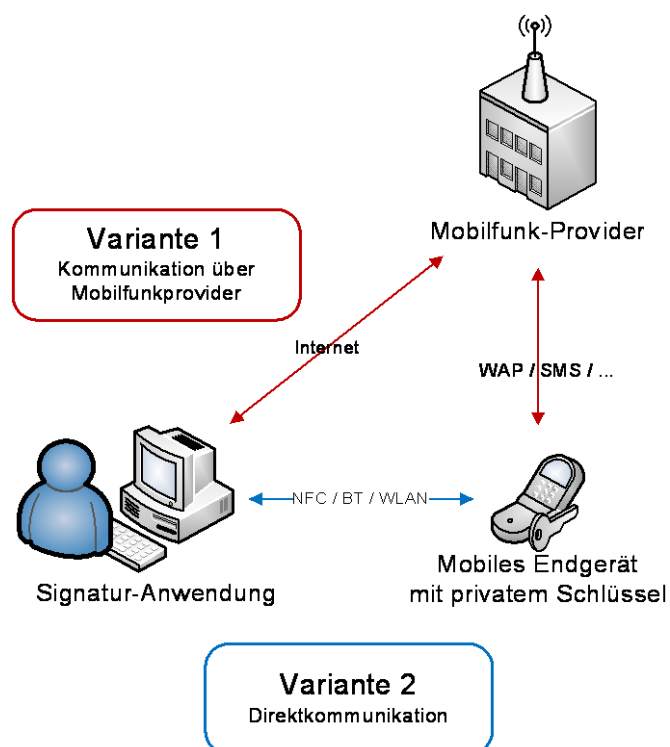 Mobilfunk-Provider
Variante 1
Kommunikation über
Mobilfunkprovider
Internet
WAP / SMS / ...
NFC / BT / WLAN
Signatur-Anwendung
Mobiles Endgerät
mit privatem Schlüssel
Variante 2
Direktkommunikation